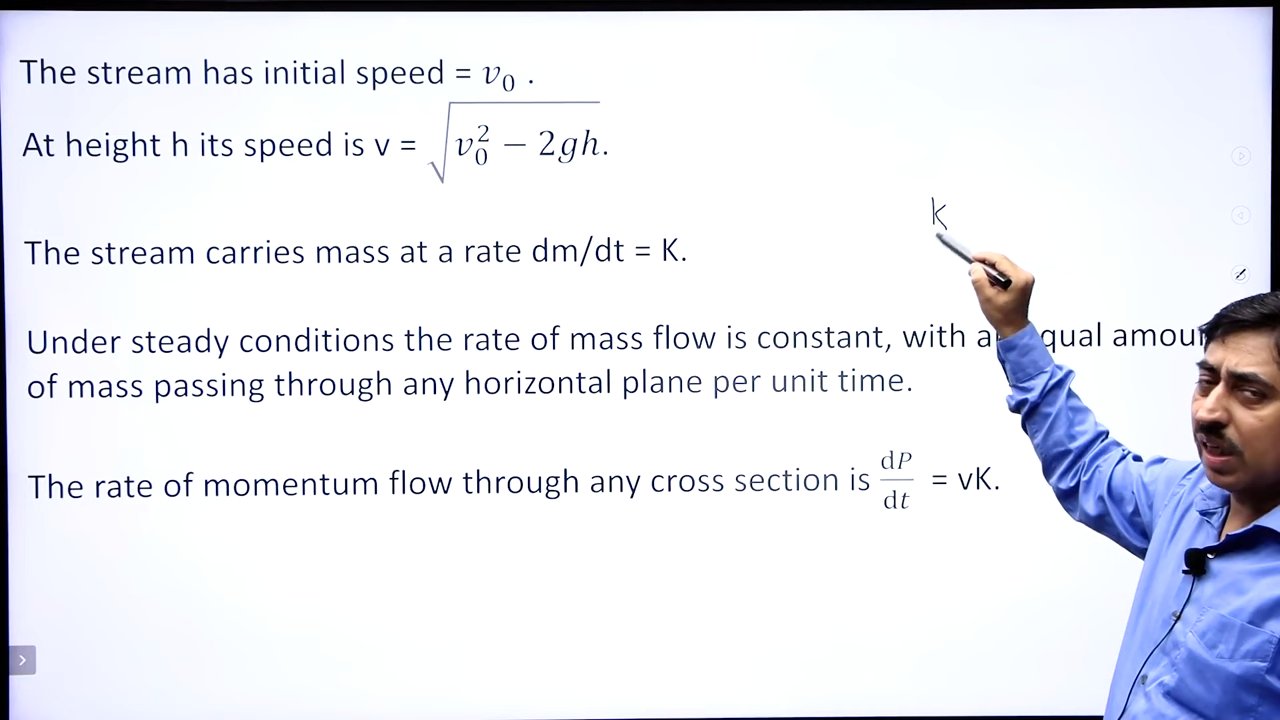 The stream has initial speed = v₀ .
At height h its speed is v = √(v₀² − 2gh).
k
The stream carries mass at a rate dm/dt = K.
Under steady conditions the rate of mass flow is constant, with a qual amou
of mass passing through any horizontal plane per unit time.
The rate of momentum flow through any cross section is dP/dt = vK.